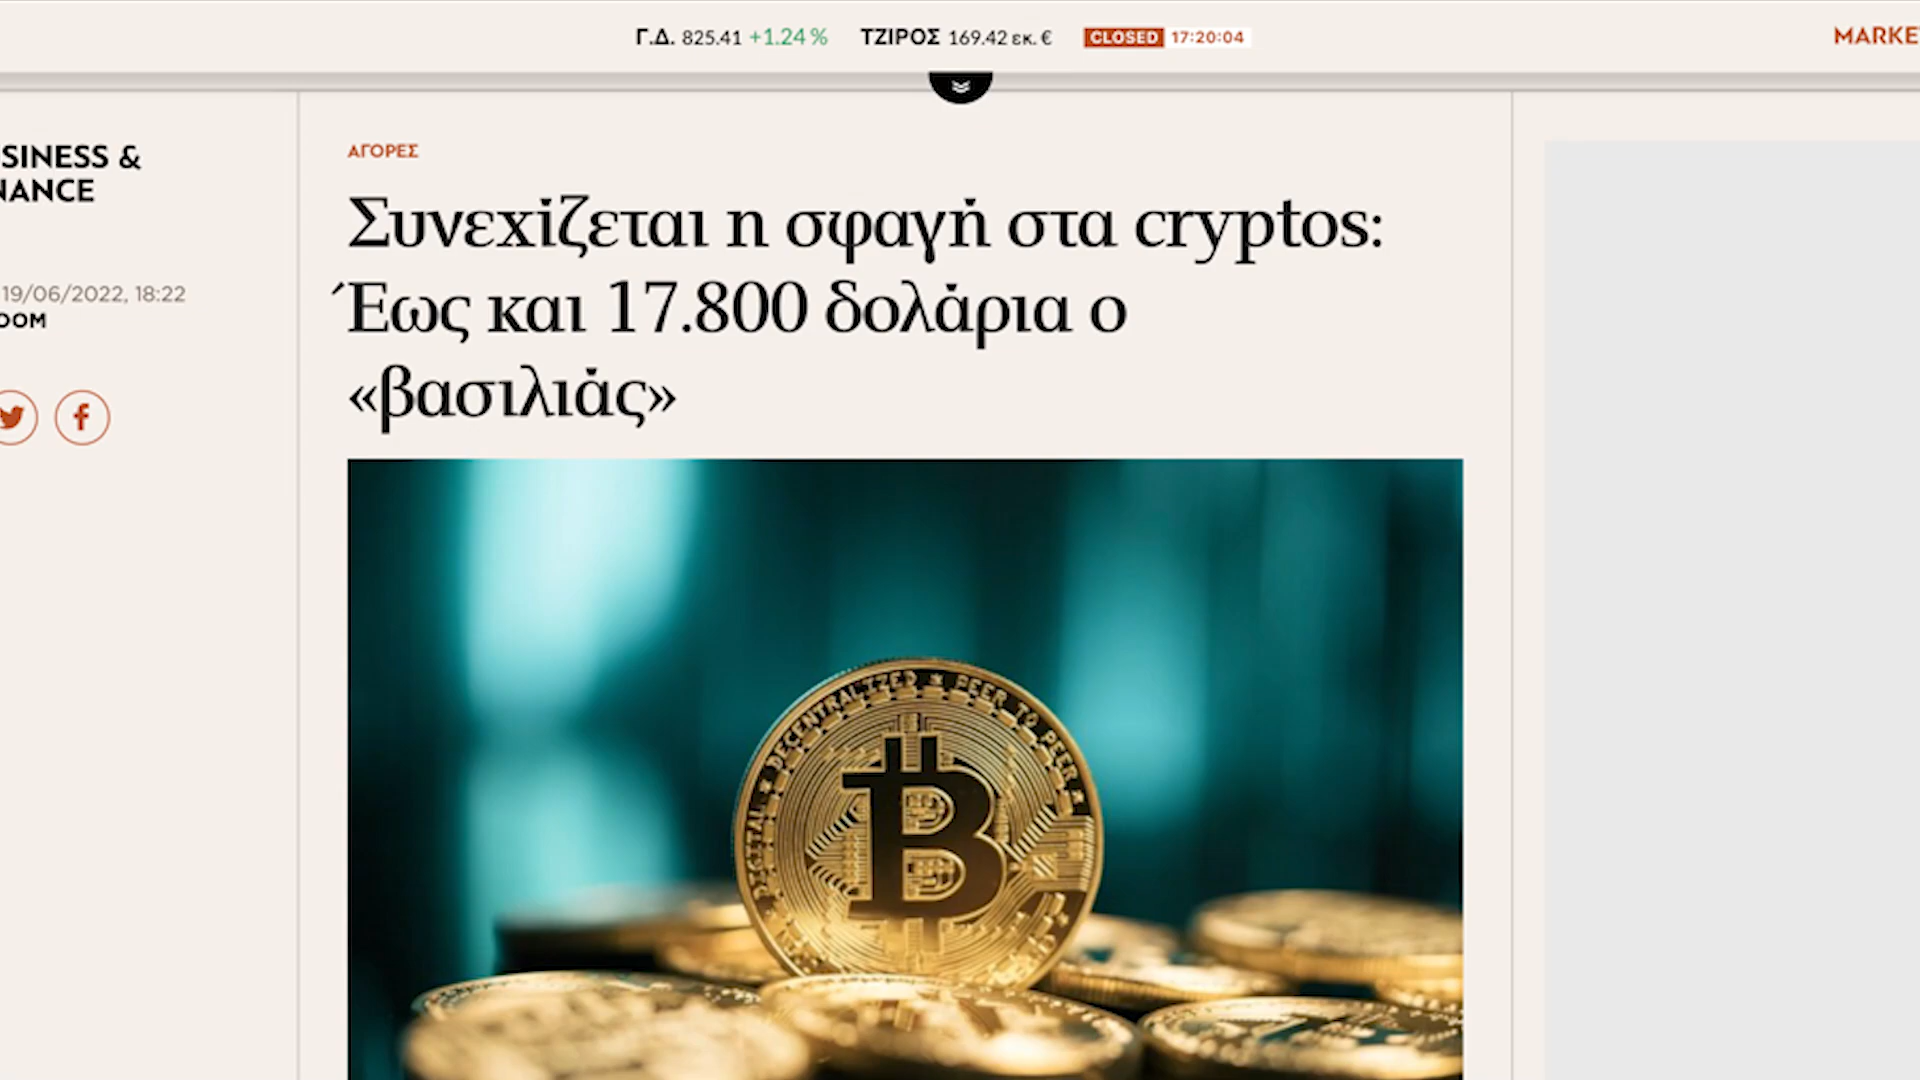 Γ.Δ. 825.41 +1.24% ΤΖΙΡΟΣ 169.42 εκ. € CLOSED 17:20:04
ΑΓΟΡΕΣ
SINESS &
NANCE
Συνεχίζεται η σφαγή στα cryptos:
Έως και 17.800 δολάρια ο
«βασιλιάς»
19/06/2022, 18:22
OOM
DIGITAL DECENTRALIZED PEER TO PEER
B